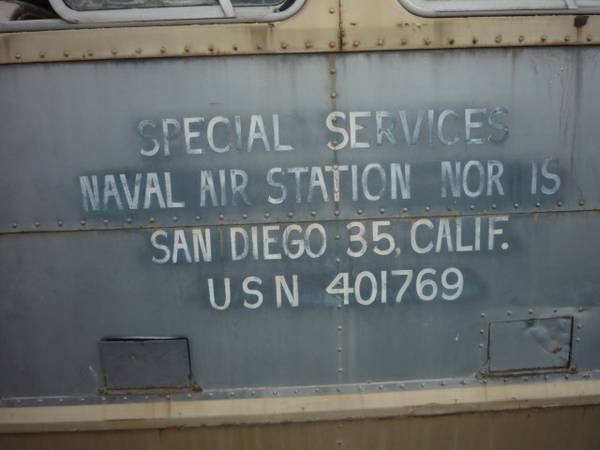 SPECIAL SERVICES
NAVAL AIR STATION NOR IS
SAN DIEGO 35, CALIF.
USN 401769